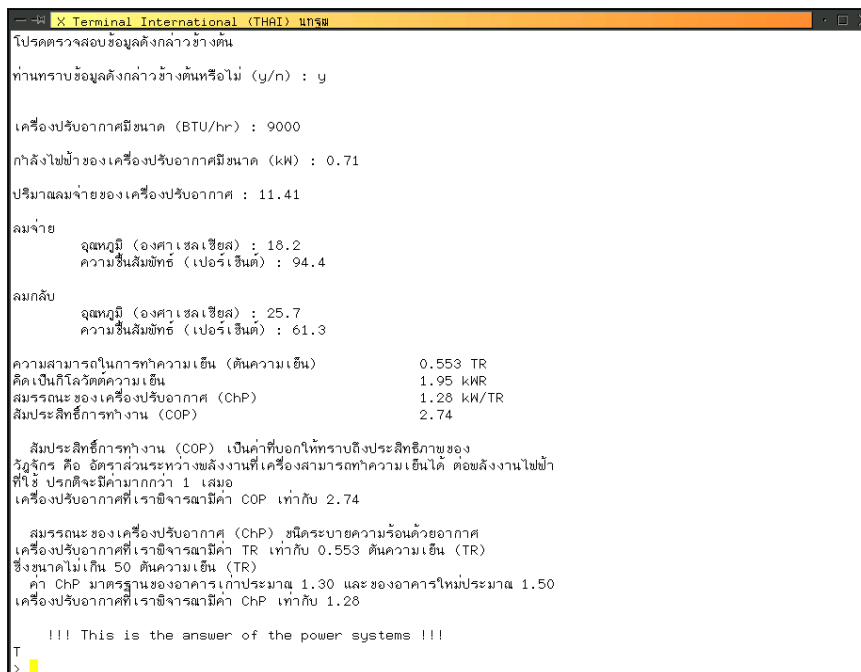 X Terminal International (THAI) นทรฐม
โปรดตรวจสอบข้อมูลดังกล่าวข้างต้น
ท่านทราบข้อมูลดังกล่าวข้างต้นหรือไม่ (y/n) : y
เครื่องปรับอากาศมีขนาด (BTU/hr) : 9000
กำลังไฟฟ้าของเครื่องปรับอากาศมีขนาด (kW) : 0.71
ปริมาณลมจ่ายของเครื่องปรับอากาศ : 11.41
ลมจ่าย
อุณหภูมิ (องศาเซลเซียส) : 18.2
ความชื้นสัมพัทธ์ (เปอร์เซ็นต์) : 94.4
ลมกลับ
อุณหภูมิ (องศาเซลเซียส) : 25.7
ความชื้นสัมพัทธ์ (เปอร์เซ็นต์) : 61.3
ความสามารถในการทำความเย็น (ตันความเย็น) 0.553 TR
คิดเป็นกิโลวัตต์ความเย็น 1.95 kWR
สมรรถนะของเครื่องปรับอากาศ (ChP) 1.28 kW/TR
สัมประสิทธิ์การทำงาน (COP) 2.74
สัมประสิทธิ์การทำงาน (COP) เป็นค่าที่บอกให้ทราบถึงประสิทธิภาพของ
วัฎจักร คือ อัตราส่วนระหว่างพลังงานที่เครื่องสามารถทำความเย็นได้ ต่อพลังงานไฟฟ้า
ที่ใช้ ปรกติจะมีค่ามากกว่า 1 เสมอ
เครื่องปรับอากาศที่เราพิจารณามีค่า COP เท่ากับ 2.74
สมรรถนะของเครื่องปรับอากาศ (ChP) ชนิดระบายความร้อนด้วยอากาศ
เครื่องปรับอากาศที่เราพิจารณามีค่า TR เท่ากับ 0.553 ตันความเย็น (TR)
ซึ่งขนาดไม่เกิน 50 ตันความเย็น (TR)
ค่า ChP มาตรฐานของอาคารเก่าประมาณ 1.30 และของอาคารใหม่ประมาณ 1.50
เครื่องปรับอากาศที่เราพิจารณามีค่า ChP เท่ากับ 1.28
!!! This is the answer of the power systems !!!
T
>